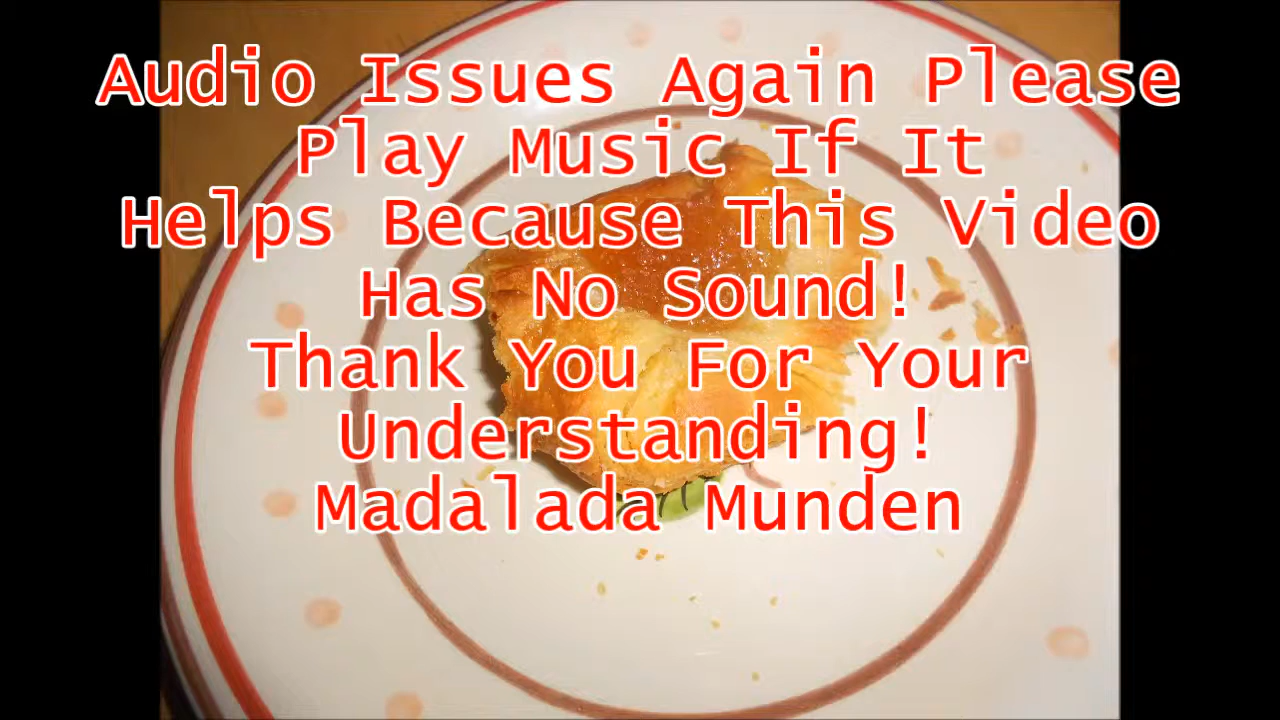 Audio Issues Again Please
Play Music If It
Helps Because This Video
Has No Sound!
Thank You For Your
Understanding!
Madalada Munden